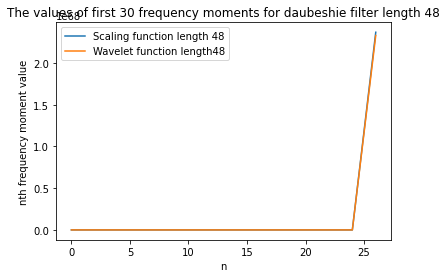 The values of first 30 frequency moments for daubeshie filter length 48
1e68
Scaling function length 48
Wavelet function length48
2.0
1.5
1.0
0.5
0.0
nth frequency moment value
0 5 10 15 20 25
n